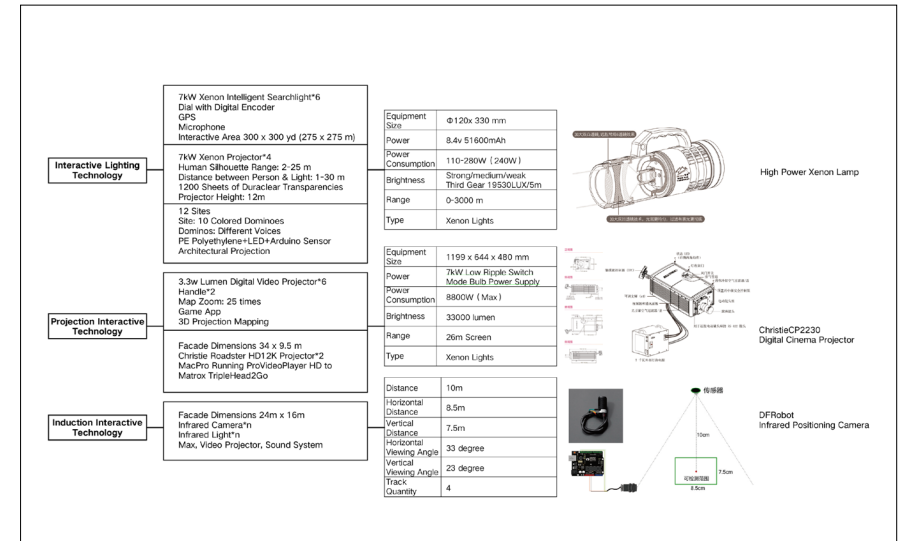 Interactive Lighting
Technology
7kW Xenon Intelligent Searchlight*6
Dial with Digital Encoder
GPS
Microphone
Interactive Area 300 x 300 yd (275 x 275 m)
7kW Xenon Projector*4
Human Silhouette Range: 2-25 m
Distance between Person & Light: 1-30 m
1200 Sheets of Duraclear Transparencies
Projector Height: 12m
12 Sites
Site: 10 Colored Dominoes
Dominos: Different Voices
PE Polyethylene+LED+Arduino Sensor
Architectural Projection
Equipment
Size
Φ120x 330 mm
Power
8.4v 51600mAh
Power
Consumption
110-280W (240W)
Brightness
Strong/medium/weak
Third Gear 19530LUX/5m
Range
0-3000 m
Type
Xenon Lights
High Power Xenon Lamp
Projection Interactive
Technology
3.3w Lumen Digital Video Projector*6
Handle*2
Map Zoom: 25 times
Game App
3D Projection Mapping
Facade Dimensions 34 x 9.5 m
Christie Roadster HD12K Projector*2
MacPro Running ProVideoPlayer HD to
Matrox TripleHead2Go
Equipment
Size
1199 x 644 x 480 mm
Power
7kW Low Ripple Switch
Mode Bulb Power Supply
Power
Consumption
8800W (Max)
Brightness
33000 lumen
Range
26m Screen
Type
Xenon Lights
ChristieCP2230
Digital Cinema Projector
Induction Interactive
Technology
Facade Dimensions 24m x 16m
Infrared Camera*n
Infrared Light*n
Max, Video Projector, Sound System
Distance
10m
Horizontal
Distance
8.5m
Vertical
Distance
7.5m
Horizontal
Viewing Angle
33 degree
Vertical
Viewing Angle
23 degree
Track
Quantity
4
传感器
10cm
7.5cm
可检测范围
8.5cm
DFRobot
Infrared Positioning Camera